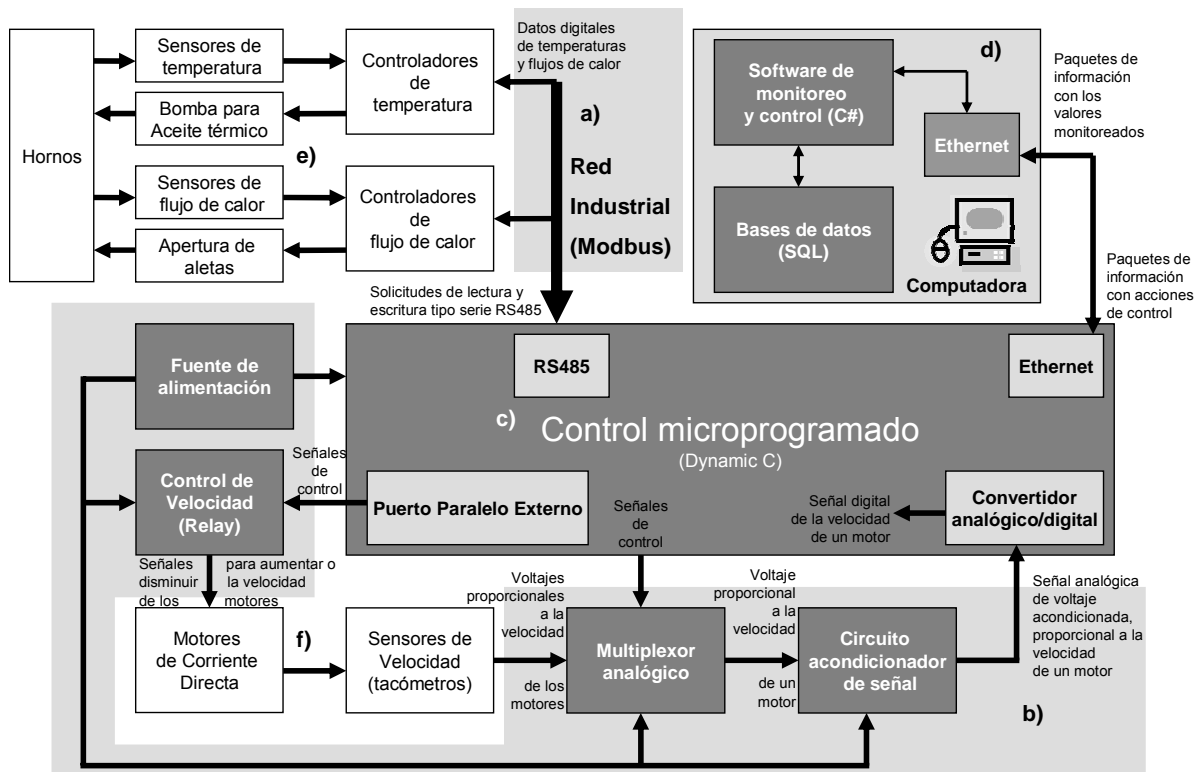 Hornos
Sensores de
temperatura
Bomba para
Aceite térmico
e)
Sensores de
flujo de calor
Apertura de
aletas
Controladores
de
temperatura
Controladores
de
flujo de calor
Datos digitales
de temperaturas
y flujos de calor
a)
Red
Industrial
(Modbus)
Solicitudes de lectura y
escritura tipo serie RS485
d)
Software de
monitoreo
y control (C#)
Ethernet
Bases de datos
(SQL)
Computadora
Paquetes de
información
con los
valores
monitoreados
Paquetes de
información
con acciones
de control
Fuente de
alimentación
RS485
Ethernet
c)
Control microprogramado
(Dynamic C)
Control de
Velocidad
(Relay)
Señales
de
control
Puerto Paralelo Externo
Señales
de
control
Señal digital
de la velocidad
de un motor
Convertidor
analógico/digital
Señales para aumentar o
disminuir la velocidad
de los motores
Motores
de Corriente
Directa
f)
Sensores de
Velocidad
(tacómetros)
Voltajes
proporcionales
a la
velocidad
de los
motores
Multiplexor
analógico
Voltaje
proporcional
a la
velocidad
de un
motor
Circuito
acondicionador
de señal
Señal analógica
de voltaje
acondicionada,
proporcional a la
velocidad
de un motor
b)